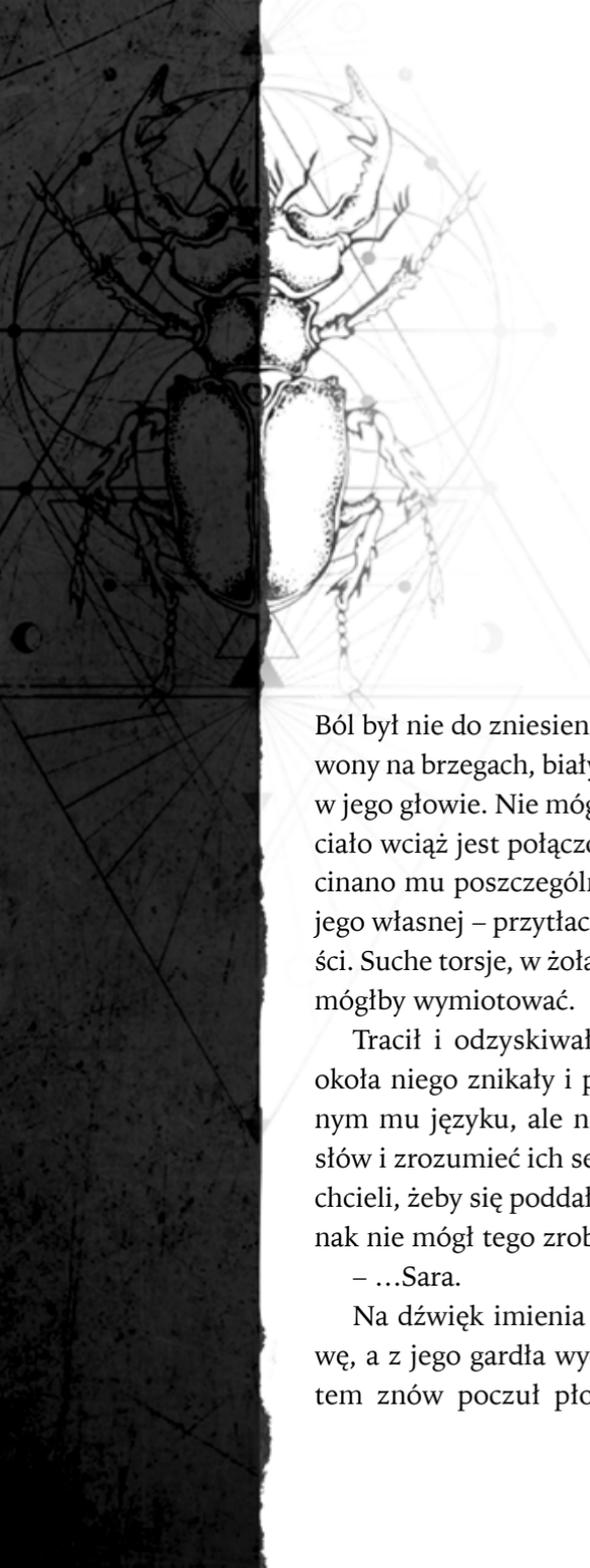 Ból był nie do zniesien
wony na brzegach, biały
w jego głowie. Nie móg
ciało wciąż jest połączo
cinano mu poszczególn
jego własnej – przytłac
ści. Suche torsje, w żoła
mógłby wymiotować.
Tracił i odzyskiwał
okoła niego znikały i p
nym mu języku, ale n
słów i zrozumieć ich se
chcieli, żeby się poddał
nak nie mógł tego zrob
– …Sara.
Na dźwięk imienia
wę, a z jego gardła wy
tem znów poczuł pło